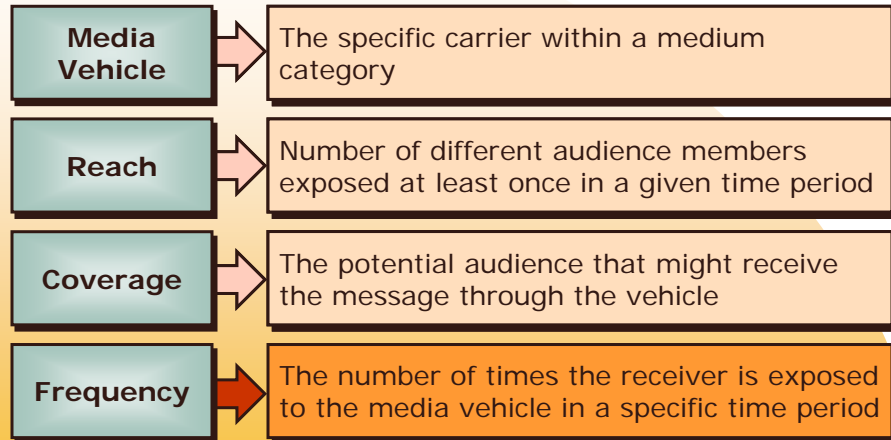 Media
Vehicle
The specific carrier within a medium
category
Reach
Number of different audience members
exposed at least once in a given time period
Coverage
The potential audience that might receive
the message through the vehicle
Frequency
The number of times the receiver is exposed
to the media vehicle in a specific time period